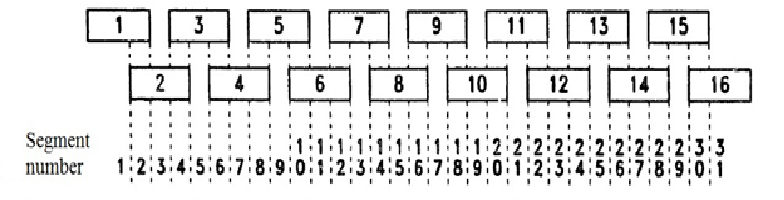 1 3 5 7 9 11 13 15
2 4 6 8 10 12 14 16
Segment 1 1 1 1 1 1 1 1 1 1 2 2 2 2 2 2 2 2 2 2 3 3
number 1 2 3 4 5 6 7 8 9 0 1 2 3 4 5 6 7 8 9 0 1 2 3 4 5 6 7 8 9 0 1